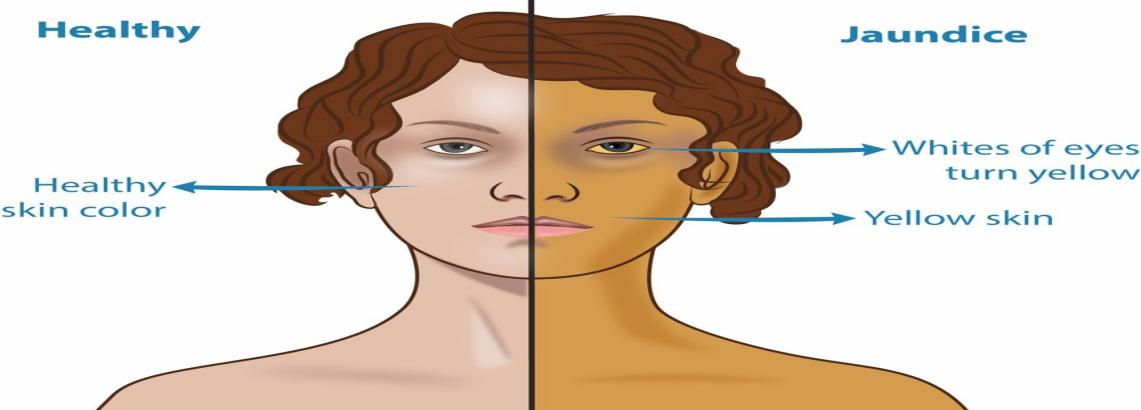 Healthy
Jaundice
Healthy
skin color
Whites of eyes
turn yellow
Yellow skin